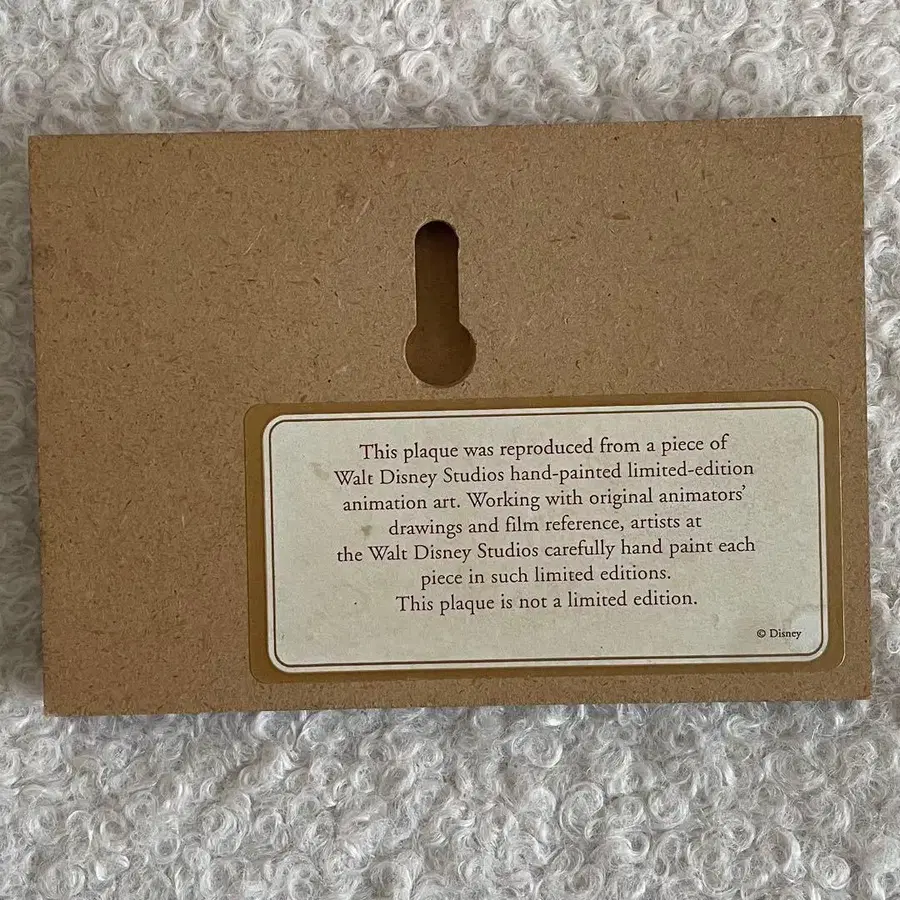 This plaque was reproduced from a piece of
Walt Disney Studios hand-painted limited-edition
animation art. Working with original animators'
drawings and film reference, artists at
the Walt Disney Studios carefully hand paint each
piece in such limited editions.
This plaque is not a limited edition.
© Disney